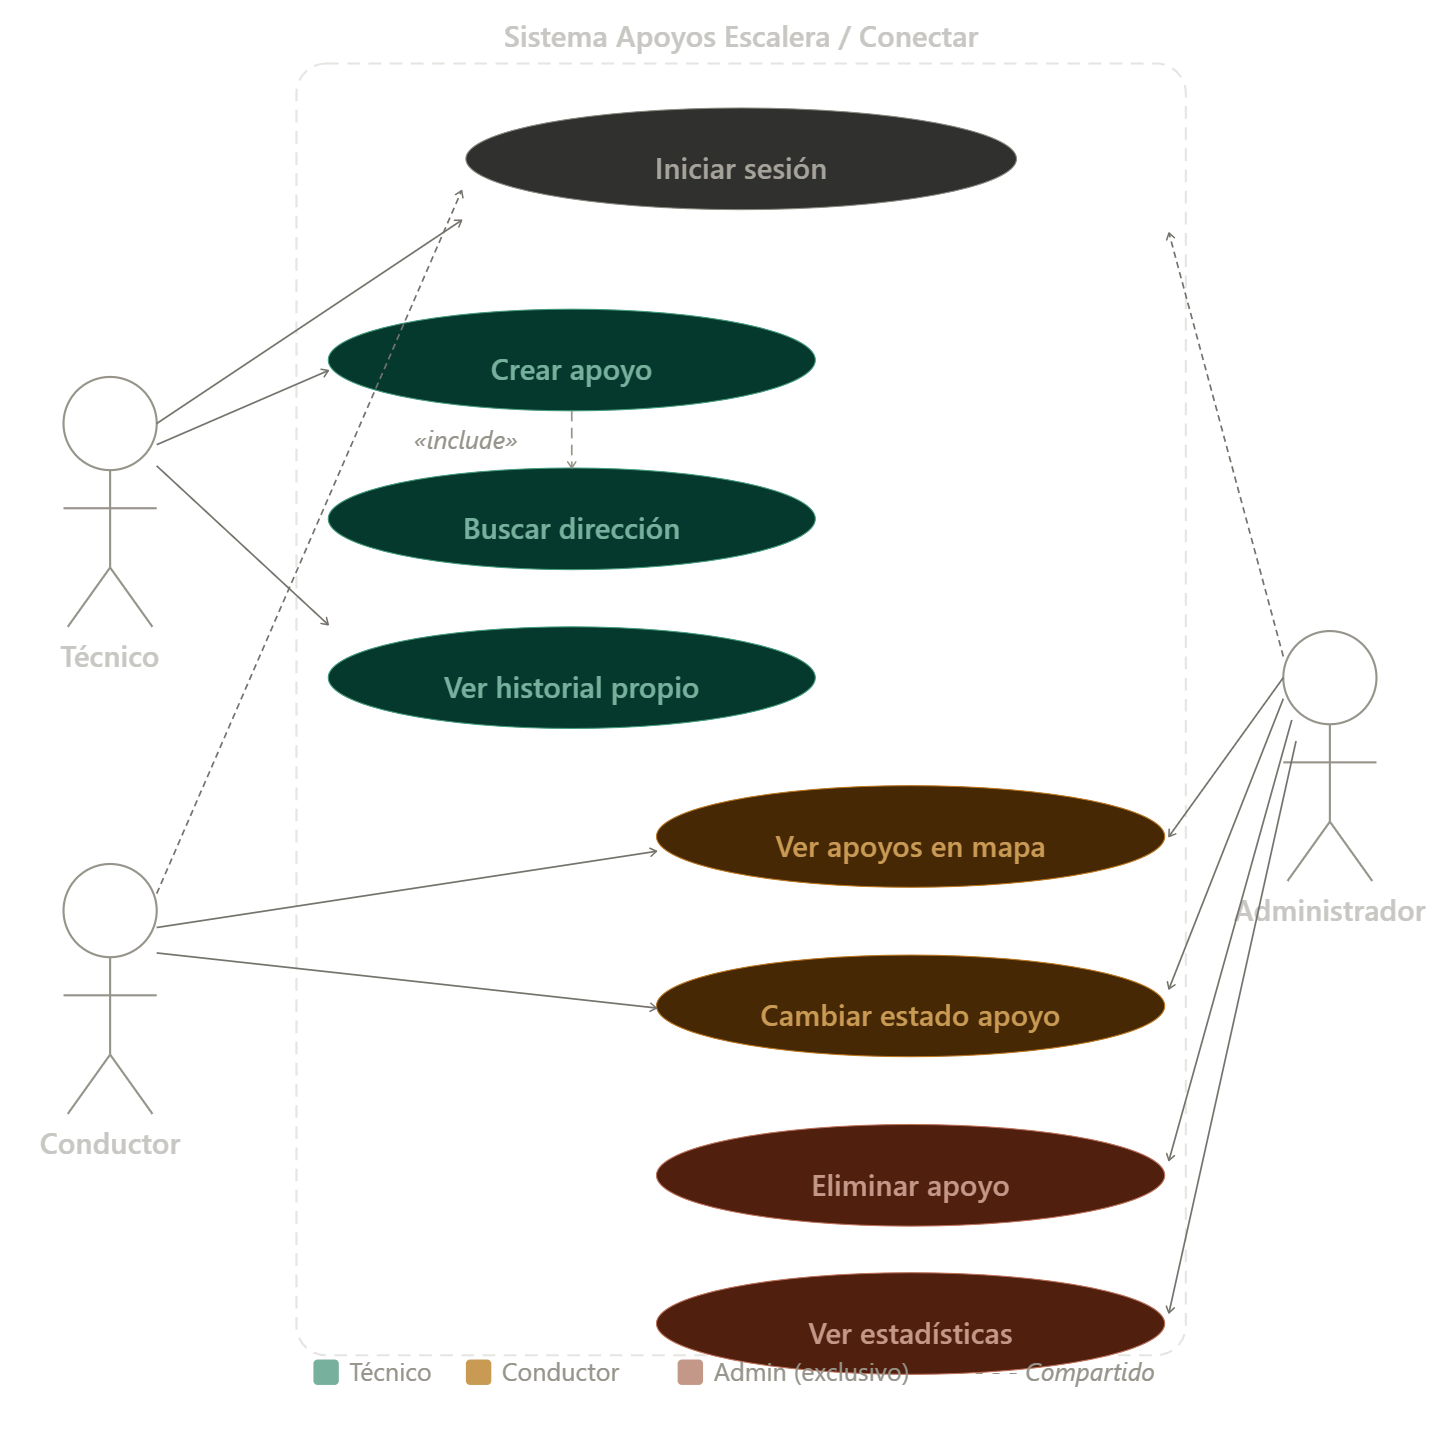 Sistema Apoyos Escalera / Conectar
Iniciar sesión
Crear apoyo
«include»
Buscar dirección
Técnico
Ver historial propio
Ver apoyos en mapa
Administrador
Cambiar estado apoyo
Conductor
Eliminar apoyo
Ver estadísticas
Técnico Conductor Admin (exclusivo) Compartido